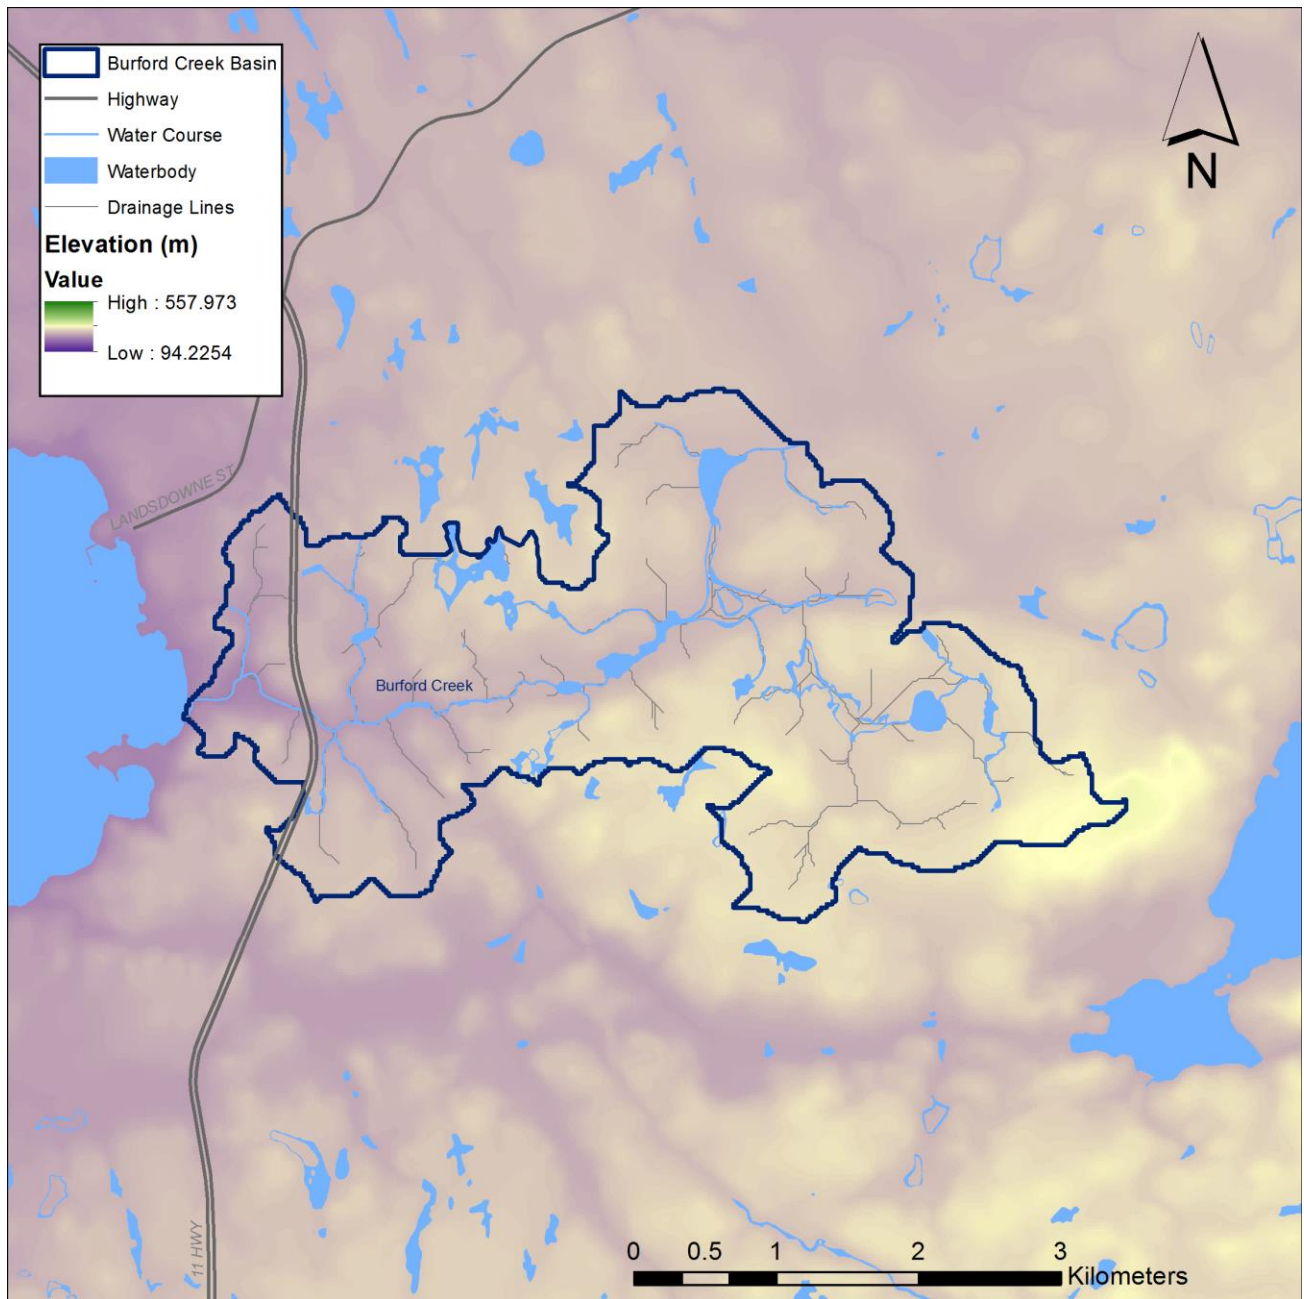 Burford Creek Basin
Highway
Water Course
Waterbody
Drainage Lines
Elevation (m)
Value
High : 557.973
Low : 94.2254
N
LANDSDOWNE ST
Burford Creek
11 HWY
0 0.5 1 2 3
Kilometers